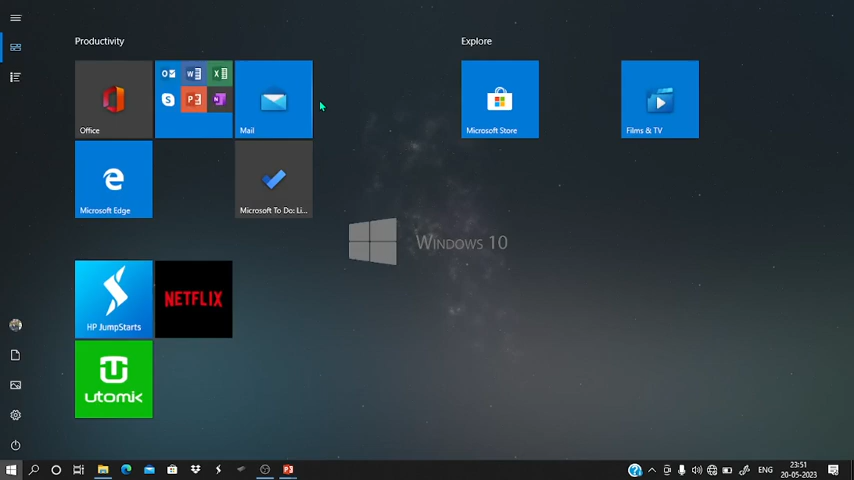 Productivity
Explore
Office
Mail
Microsoft Store
Films & TV
Microsoft Edge
Microsoft To Do: Li...
WINDOWS 10
HP JumpStarts
NETFLIX
utomik
ENG
23:51
20-05-2023